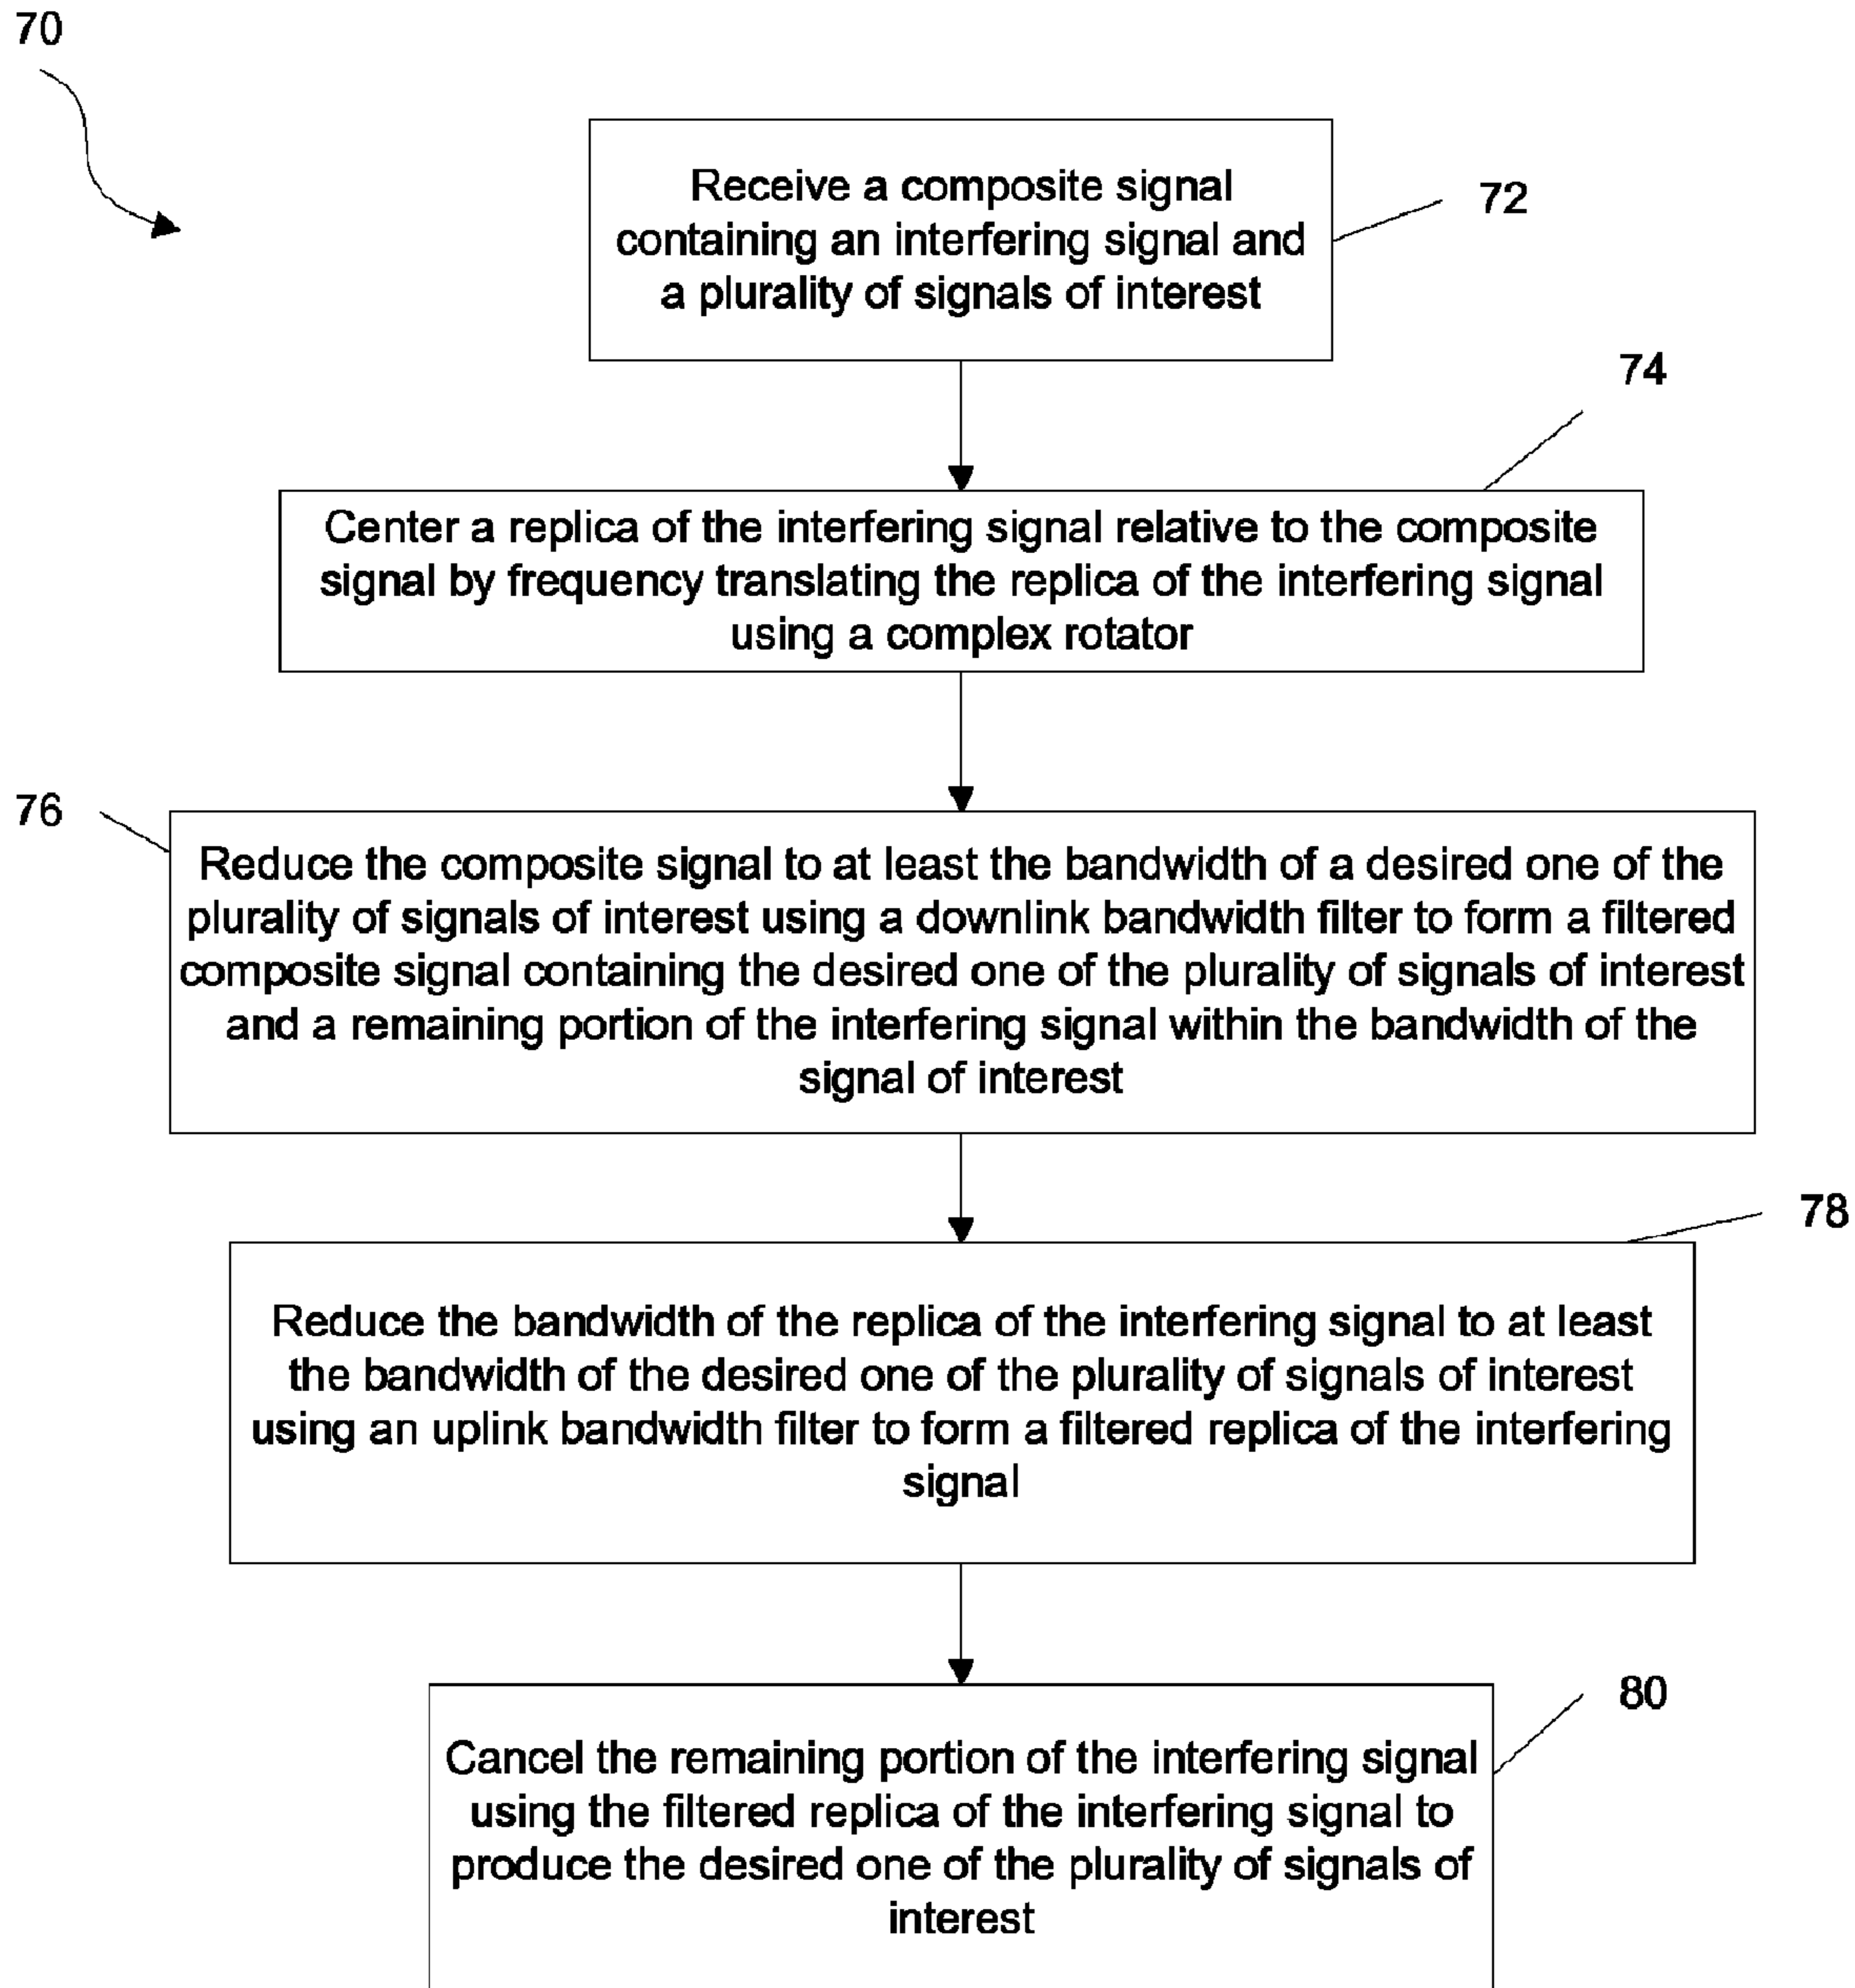 70
Receive a composite signal
containing an interfering signal and
a plurality of signals of interest
72
74
Center a replica of the interfering signal relative to the composite
signal by frequency translating the replica of the interfering signal
using a complex rotator
76
Reduce the composite signal to at least the bandwidth of a desired one of the
plurality of signals of interest using a downlink bandwidth filter to form a filtered
composite signal containing the desired one of the plurality of signals of interest
and a remaining portion of the interfering signal within the bandwidth of the
signal of interest
78
Reduce the bandwidth of the replica of the interfering signal to at least
the bandwidth of the desired one of the plurality of signals of interest
using an uplink bandwidth filter to form a filtered replica of the interfering
signal
80
Cancel the remaining portion of the interfering signal
using the filtered replica of the interfering signal to
produce the desired one of the plurality of signals of
interest